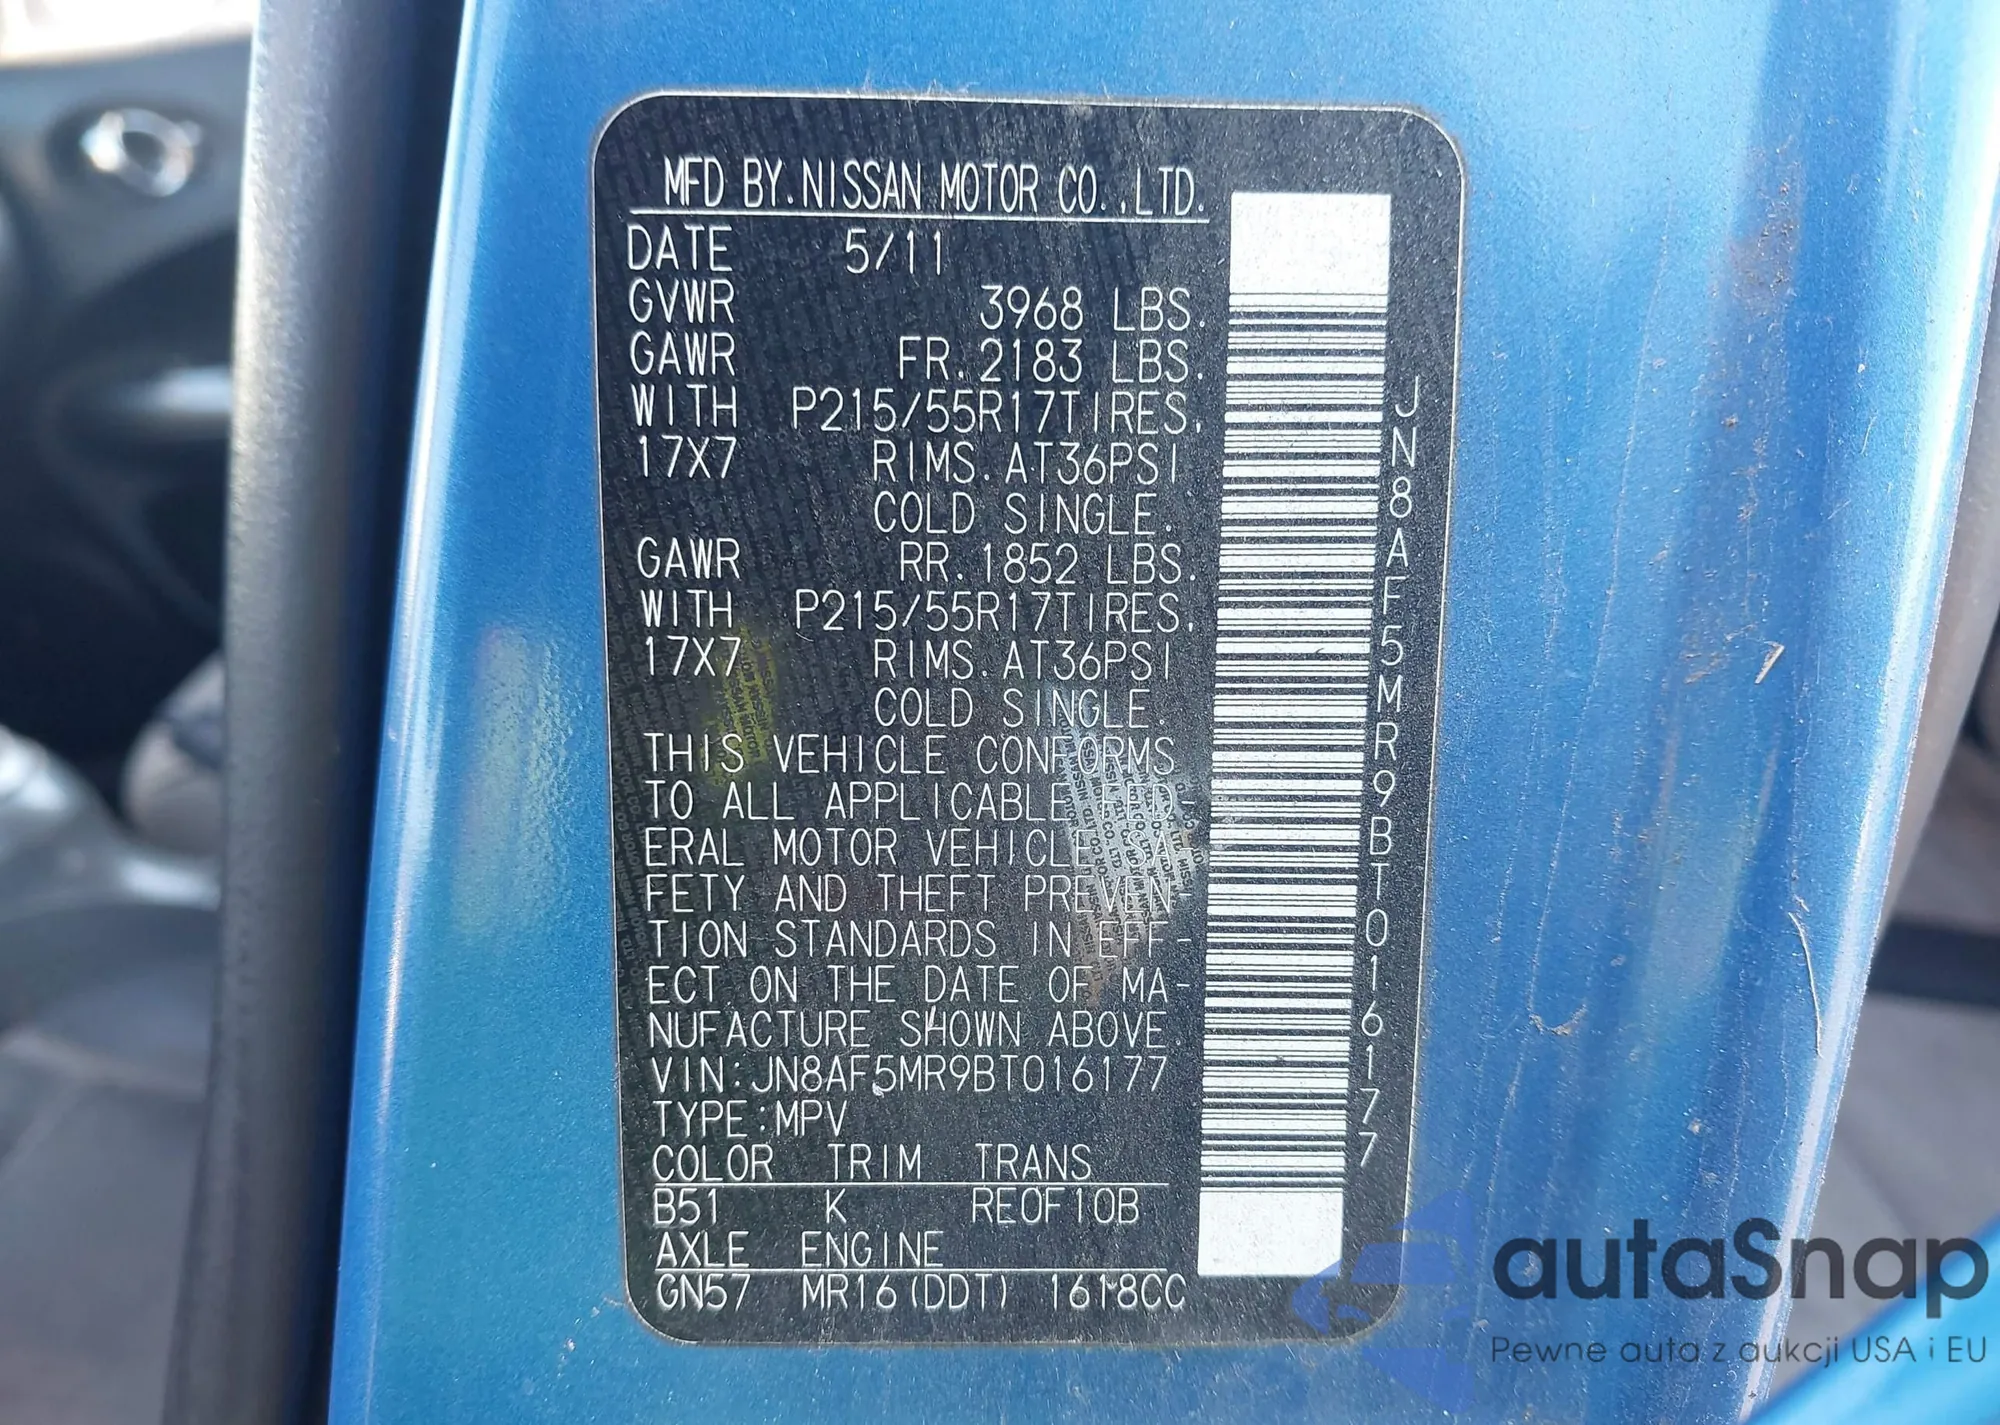 MFD BY.NISSAN MOTOR CO.,LTD.
DATE 5/11
GVWR 3968 LBS.
GAWR FR.2183 LBS.
WITH P215/55R17TIRES.
17X7 RIMS.AT36PSI
COLD SINGLE.
GAWR RR.1852 LBS.
WITH P215/55R17TIRES.
17X7 RIMS.AT36PSI
COLD SINGLE.
THIS VEHICLE CONFORMS
TO ALL APPLICABLE FED-
ERAL MOTOR VEHICLE SA-
FETY AND THEFT PREVEN-
TION STANDARDS IN EFF-
ECT ON THE DATE OF MA-
NUFACTURE SHOWN ABOVE.
VIN:JN8AF5MR9BT016177
TYPE:MPV
COLOR TRIM TRANS
B51 K RE0F10B
AXLE ENGINE
GN57 MR16(DDT) 1618CC
JN8AF5MR9BT016177
autaSnap
Pewne auta z aukcji USA i EU